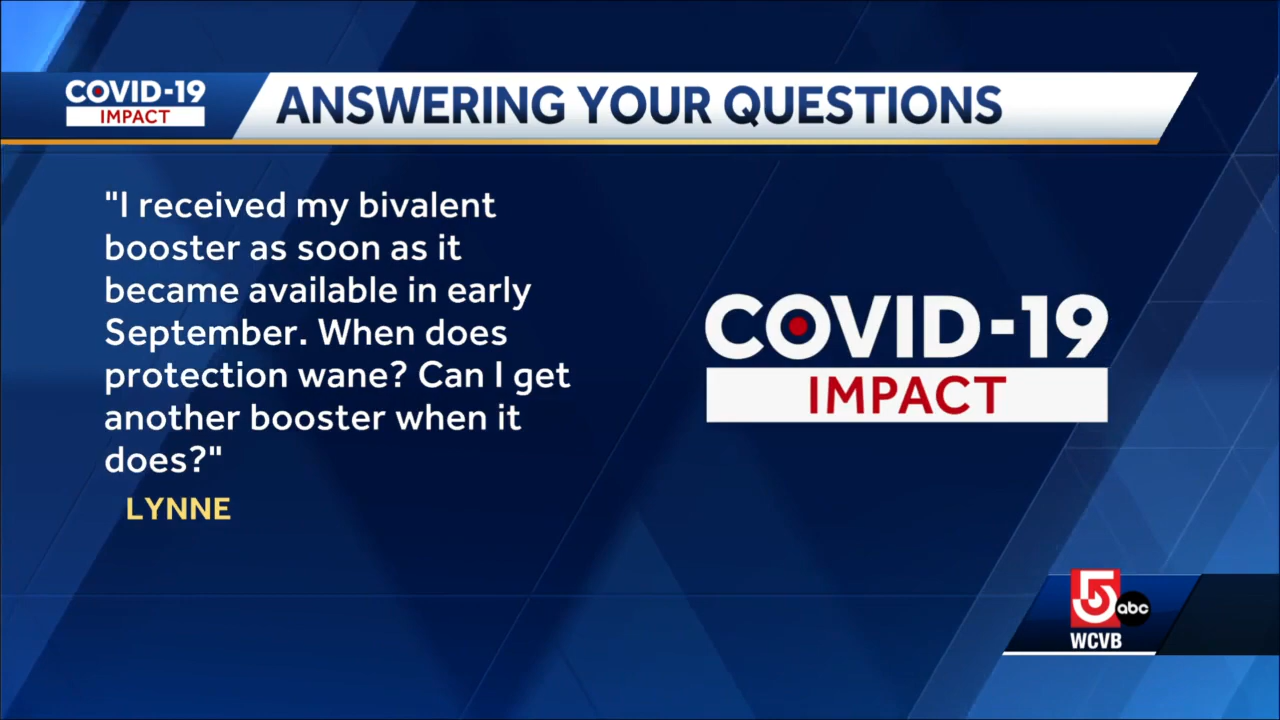 COVID-19
IMPACT
ANSWERING YOUR QUESTIONS
"I received my bivalent
booster as soon as it
became available in early
September. When does
protection wane? Can I get
another booster when it
does?"
LYNNE
COVID-19
IMPACT
5
abc
WCVB